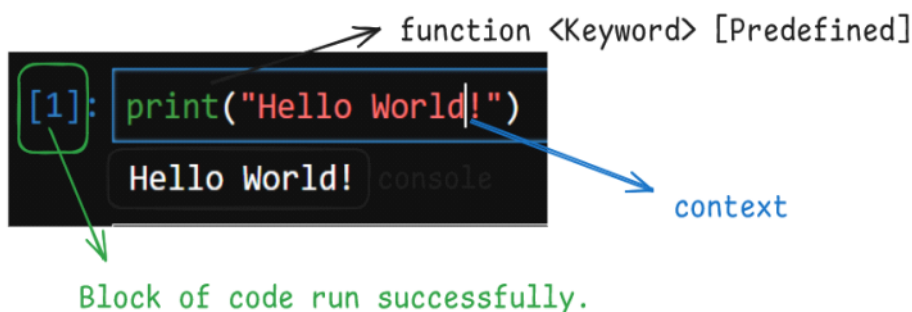 function <Keyword> [Predefined]
[1]: print("Hello World!")
Hello World! console
context
Block of code run successfully.